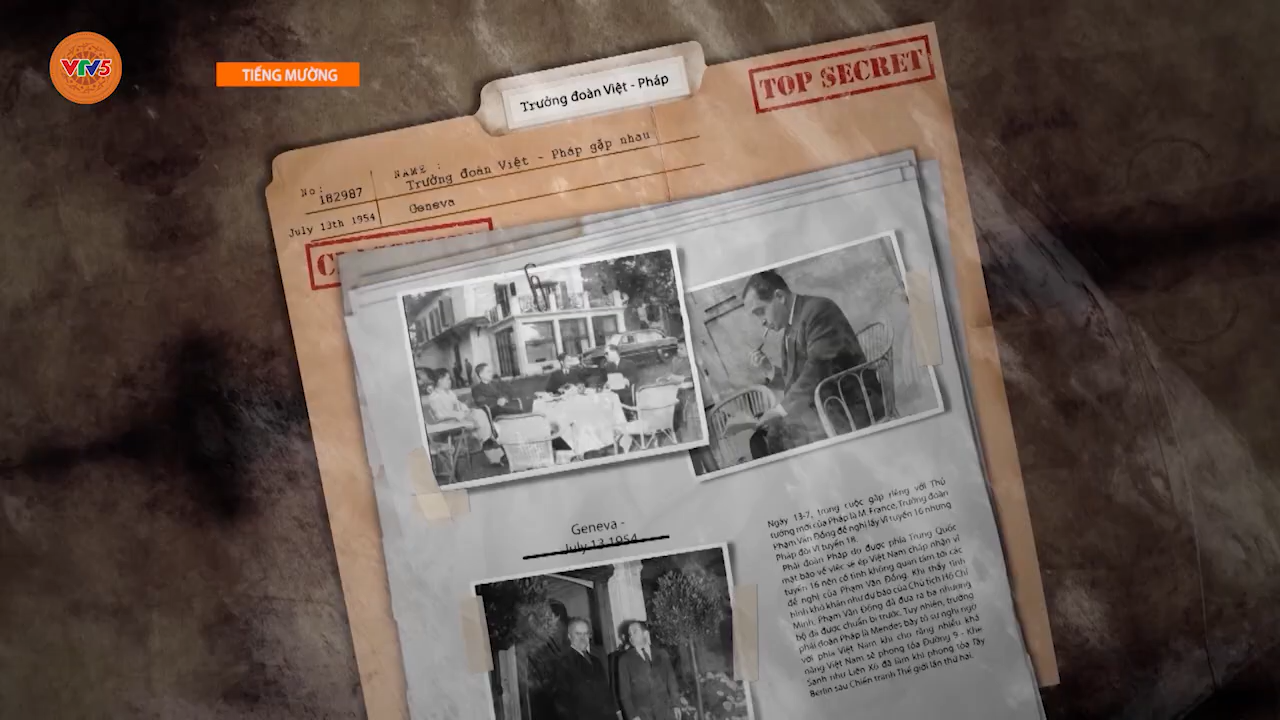 VTV5
TIẾNG MƯỜNG
Trưởng đoàn Việt - Pháp
TOP SECRET
No:
182987
NAME :
Trưởng đoàn Việt - Pháp gặp nhau
July 13th 1954
Geneva
Geneva -
July 13 1954
Ngày 13-7, trung cuộc gặp riêng với Thủ
tướng mới của Pháp là M. France, Trưởng đoàn
Phạm Văn Đồng đề nghị lấy Vĩ tuyến 16 nhưng
Pháp đòi Vĩ tuyến 18.
Phái đoàn Pháp do được phía Trung Quốc
mật báo về việc sẽ ép Việt Nam chấp nhận vĩ
tuyến 16 nên cố tình không quan tâm tới các
đề nghị của Phạm Văn Đồng. Khi thấy tình
hình khó khăn như dự báo của Chủ tịch Hồ Chí
Minh, Phạm Văn Đồng đã đưa ra ba nhượng
bộ đã được chuẩn bị trước. Tuy nhiên, trưởng
phái đoàn Pháp là Mendes bày tỏ sự nghi ngờ
với phía Việt Nam khi cho rằng nhiều khả
năng Việt Nam sẽ phong tỏa Đường 9 - Khe
Sanh như Liên Xô đã làm khi phong tỏa Tây
Berlin sau Chiến tranh Thế giới lần thứ hai.